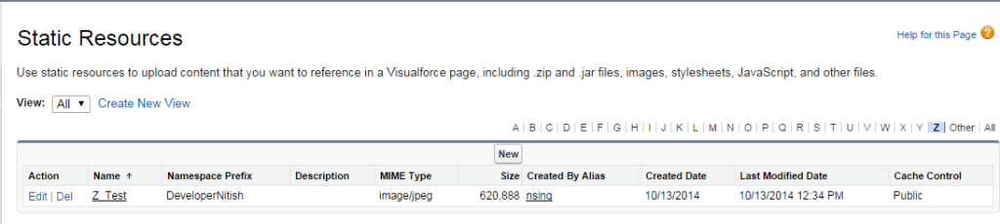 Static Resources
Help for this Page ?
Use static resources to upload content that you want to reference in a Visualforce page, including .zip and .jar files, images, stylesheets, JavaScript, and other files.
View: All ▼ Create New View
A | B | C | D | E | F | G | H | I | J | K | L | M | N | O | P | Q | R | S | T | U | V | W | X | Y | Z | Other | All
New
Action Name ↑ Namespace Prefix Description MIME Type Size Created By Alias Created Date Last Modified Date Cache Control
Edit | Del Z_Test DeveloperNitish image/jpeg 620,888 nsing 10/13/2014 10/13/2014 12:34 PM Public